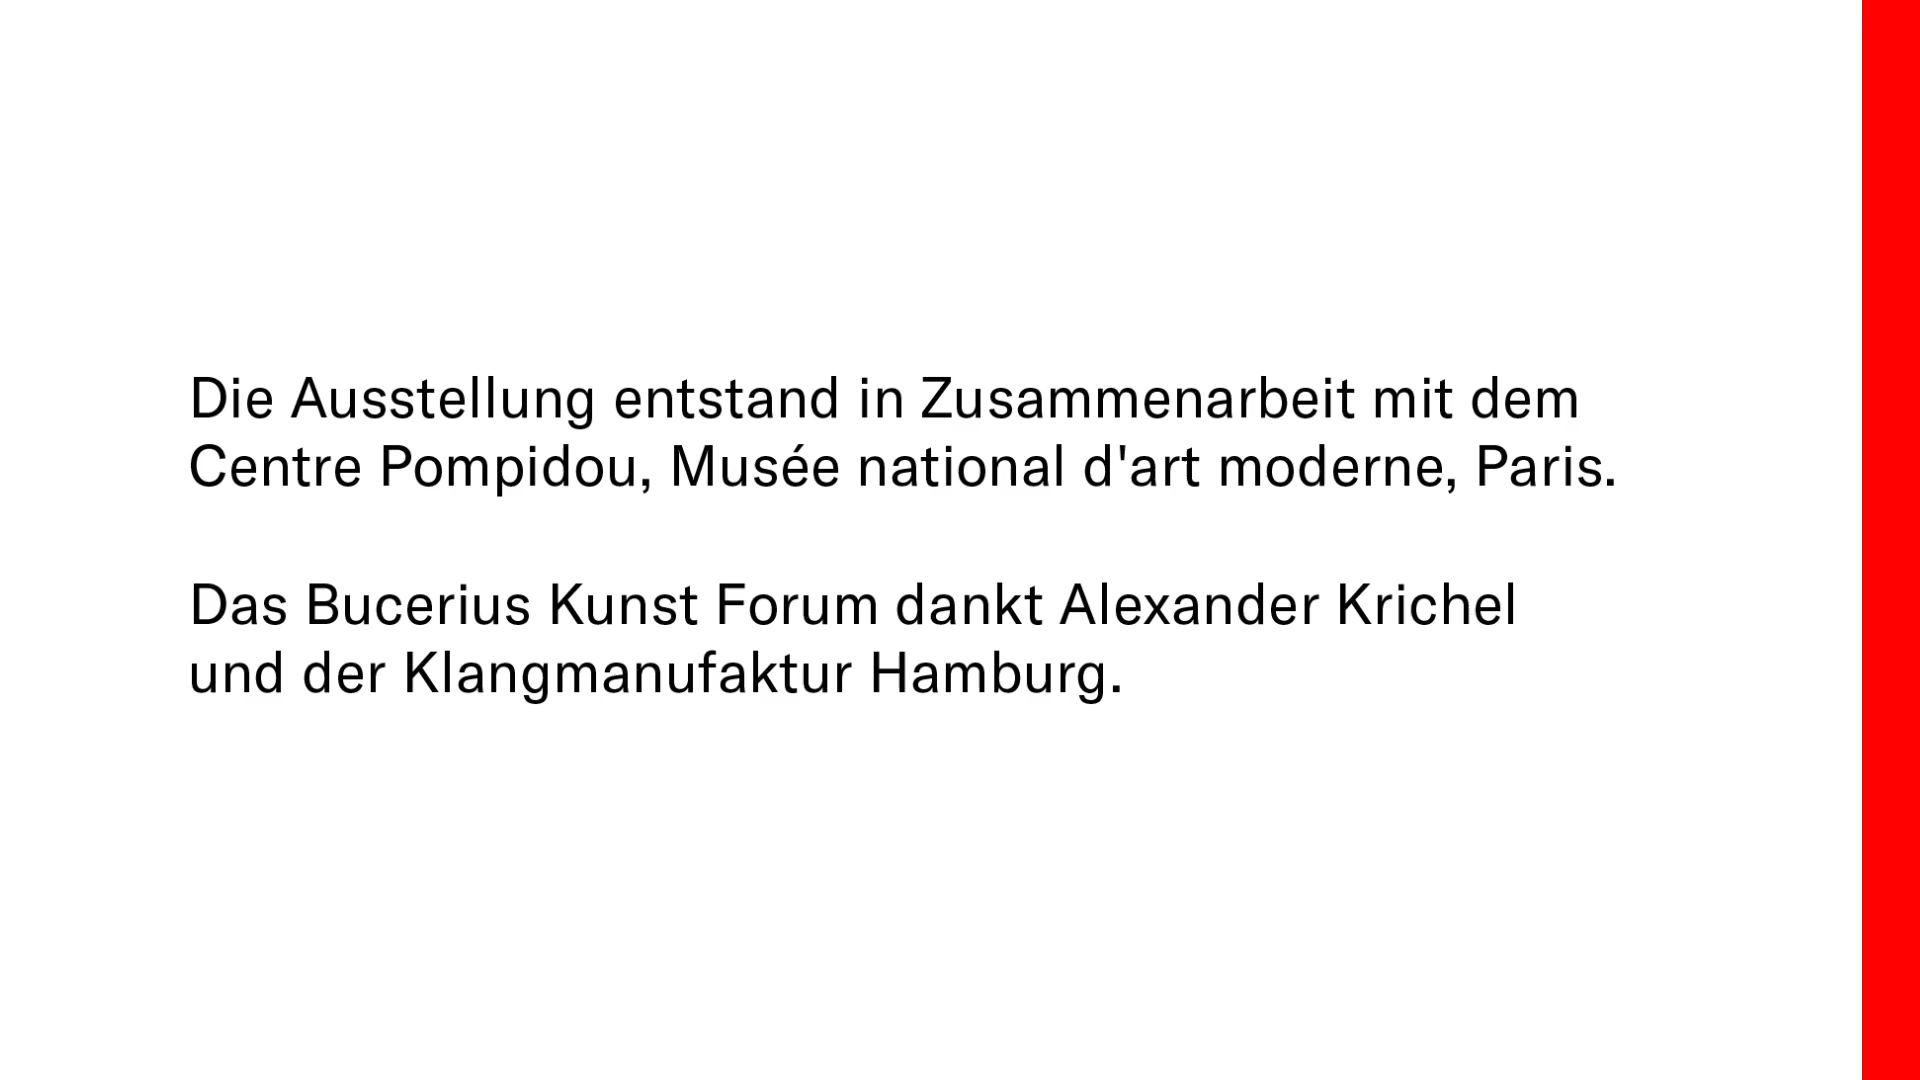 Die Ausstellung entstand in Zusammenarbeit mit dem
Centre Pompidou, Musée national d'art moderne, Paris.
Das Bucerius Kunst Forum dankt Alexander Krichel
und der Klangmanufaktur Hamburg.